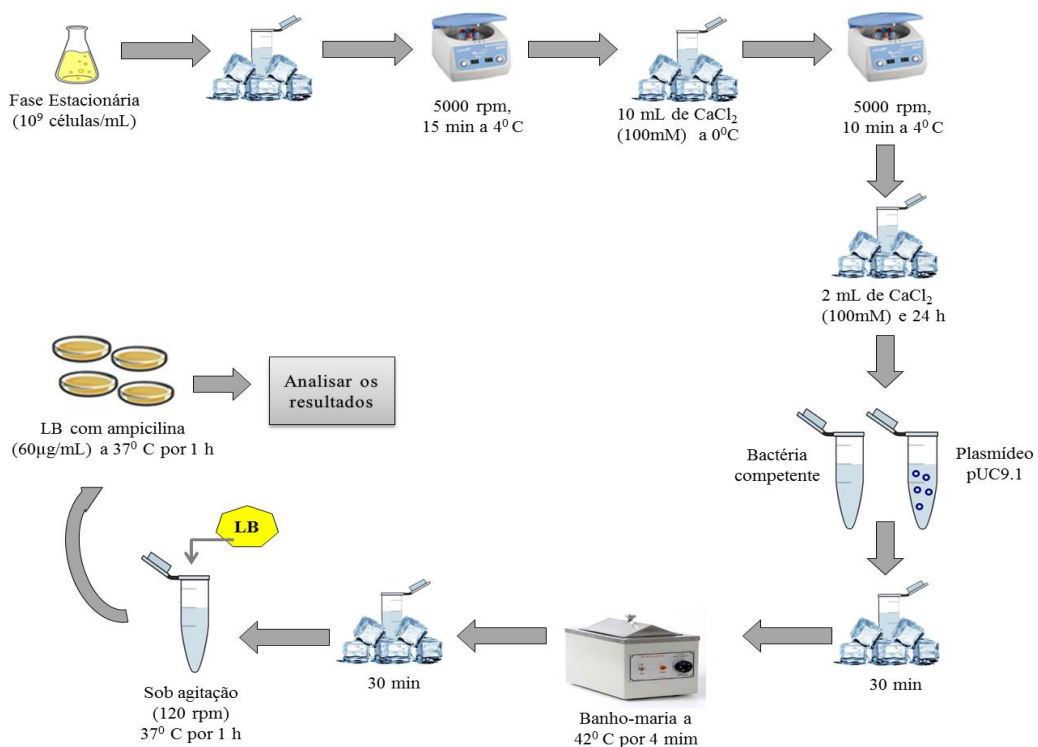 Fase Estacionária
(10⁹ células/mL)
5000 rpm,
15 min a 4⁰ C
10 mL de CaCl₂
(100mM) a 0⁰C
5000 rpm,
10 min a 4⁰ C
2 mL de CaCl₂
(100mM) e 24 h
Bactéria
competente
Plasmídeo
pUC9.1
30 min
Banho-maria a
42⁰ C por 4 mim
30 min
LB
Sob agitação
(120 rpm)
37⁰ C por 1 h
LB com ampicilina
(60µg/mL) a 37⁰ C por 1 h
Analisar os
resultados